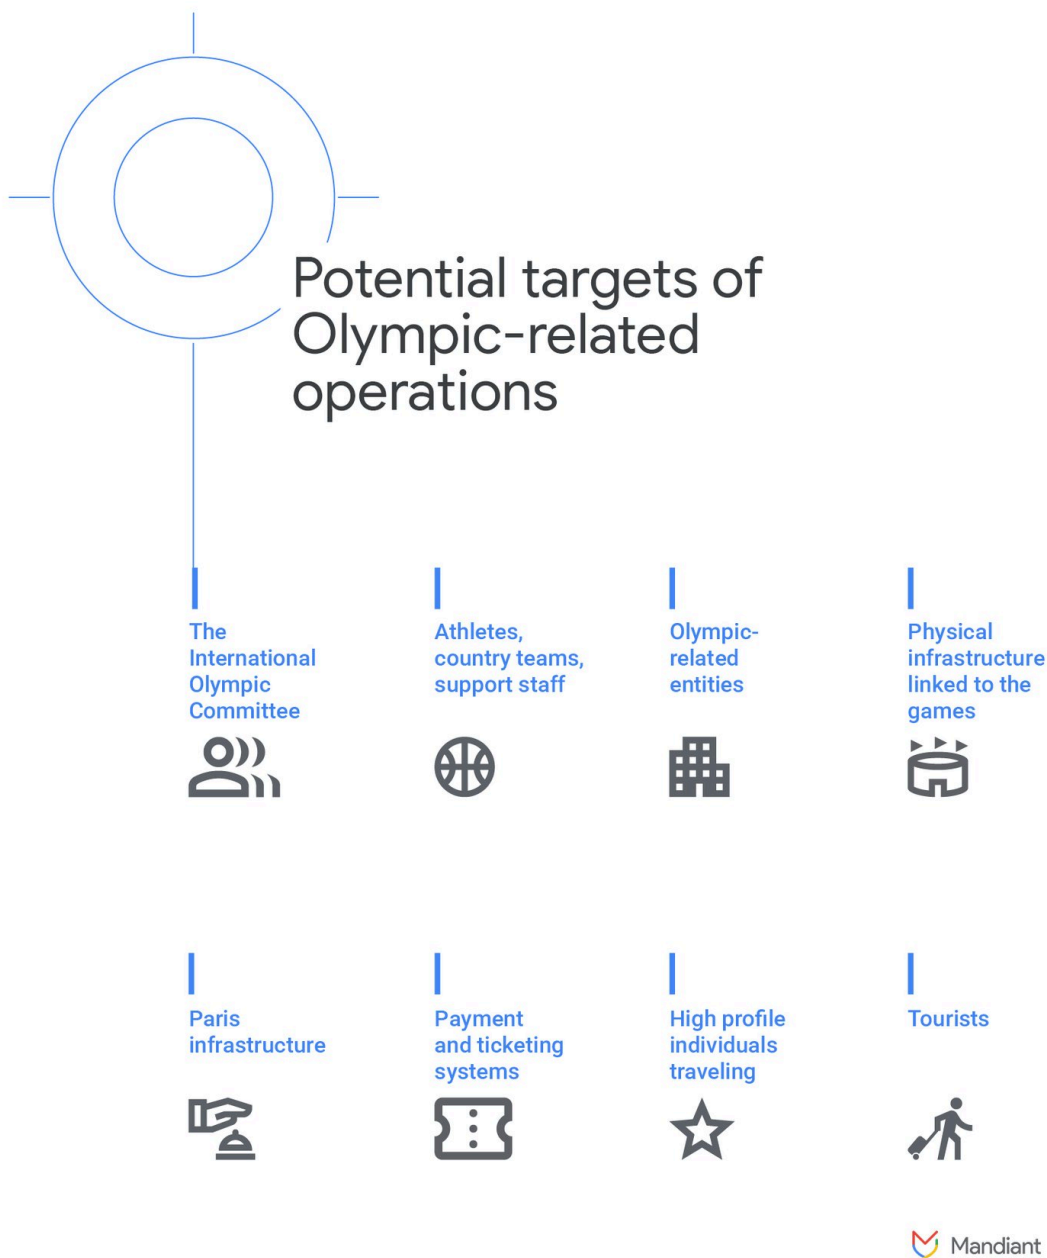 Potential targets of
Olympic-related
operations
The
International
Olympic
Committee
Athletes,
country teams,
support staff
Olympic-
related
entities
Physical
infrastructure
linked to the
games
Paris
infrastructure
Payment
and ticketing
systems
High profile
individuals
traveling
Tourists
Mandiant